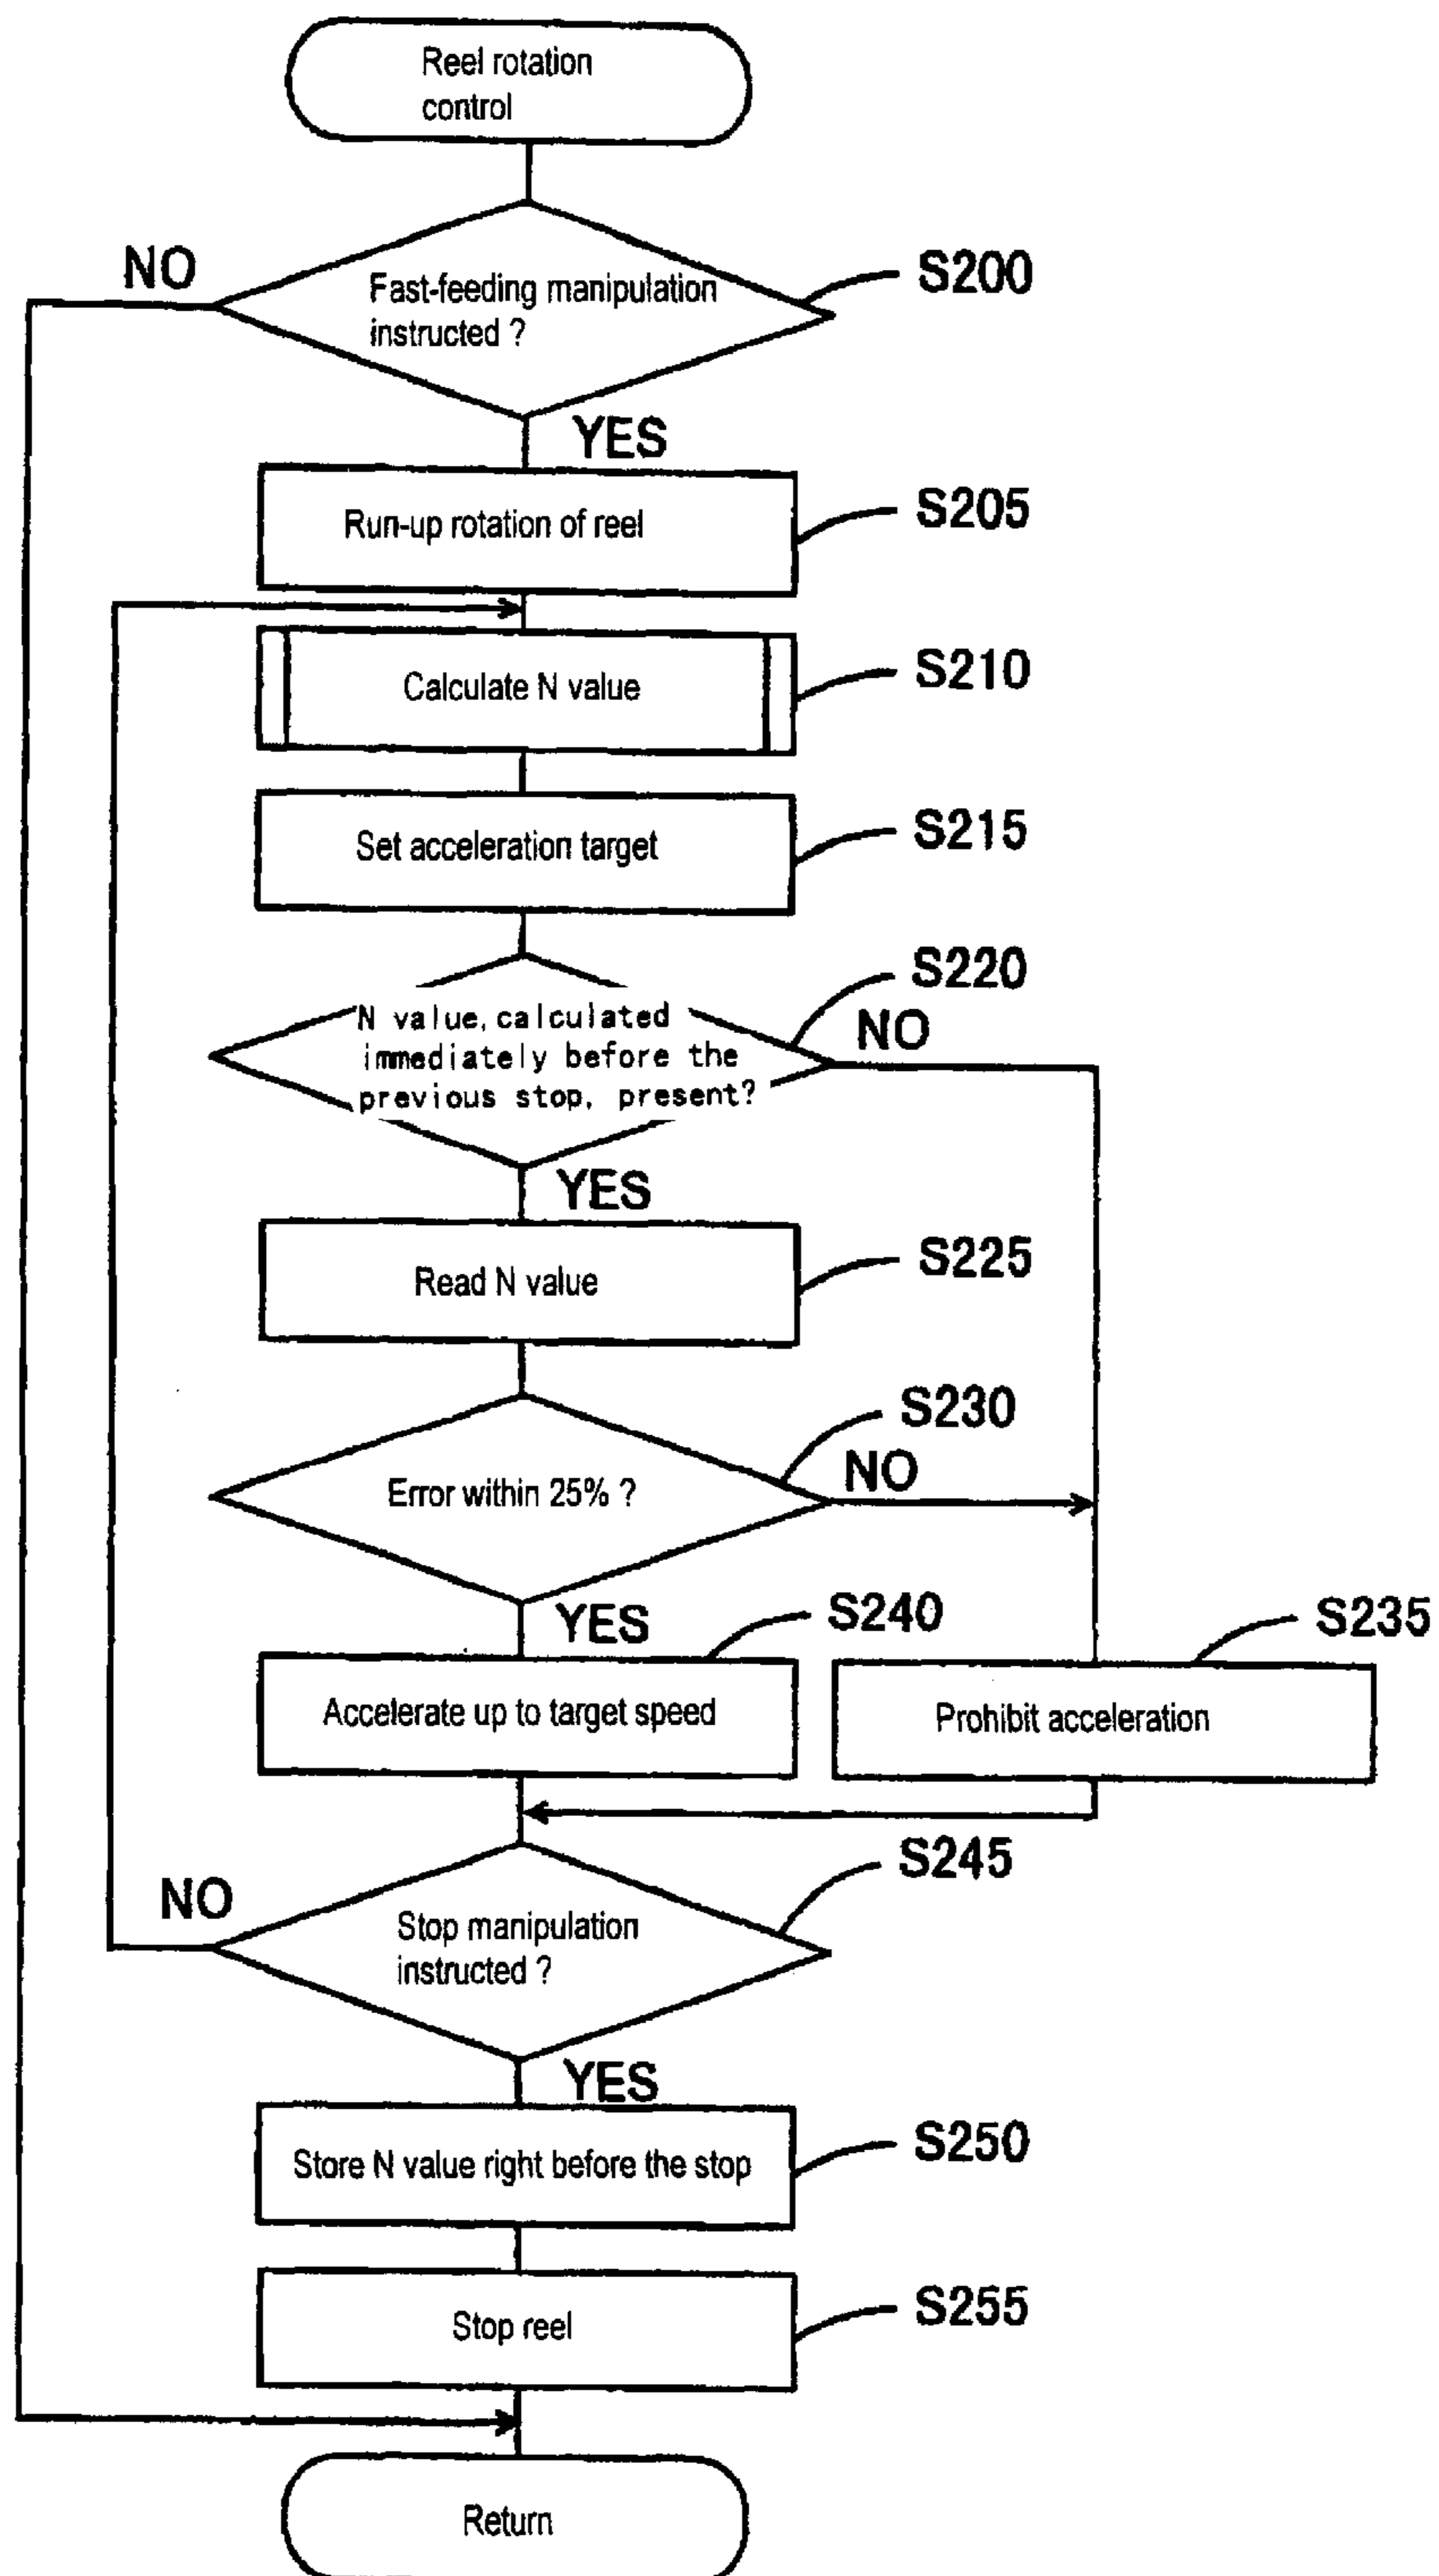 Reel rotation
control
NO
Fast-feeding manipulation
instructed ?
S200
YES
Run-up rotation of reel
S205
Calculate N value
S210
Set acceleration target
S215
S220
N value, calculated
immediately before the
previous stop, present?
NO
YES
Read N value
S225
S230
Error within 25% ?
NO
YES
S240
S235
Accelerate up to target speed
Prohibit acceleration
S245
NO
Stop manipulation
instructed ?
YES
Store N value right before the stop
S250
Stop reel
S255
Return